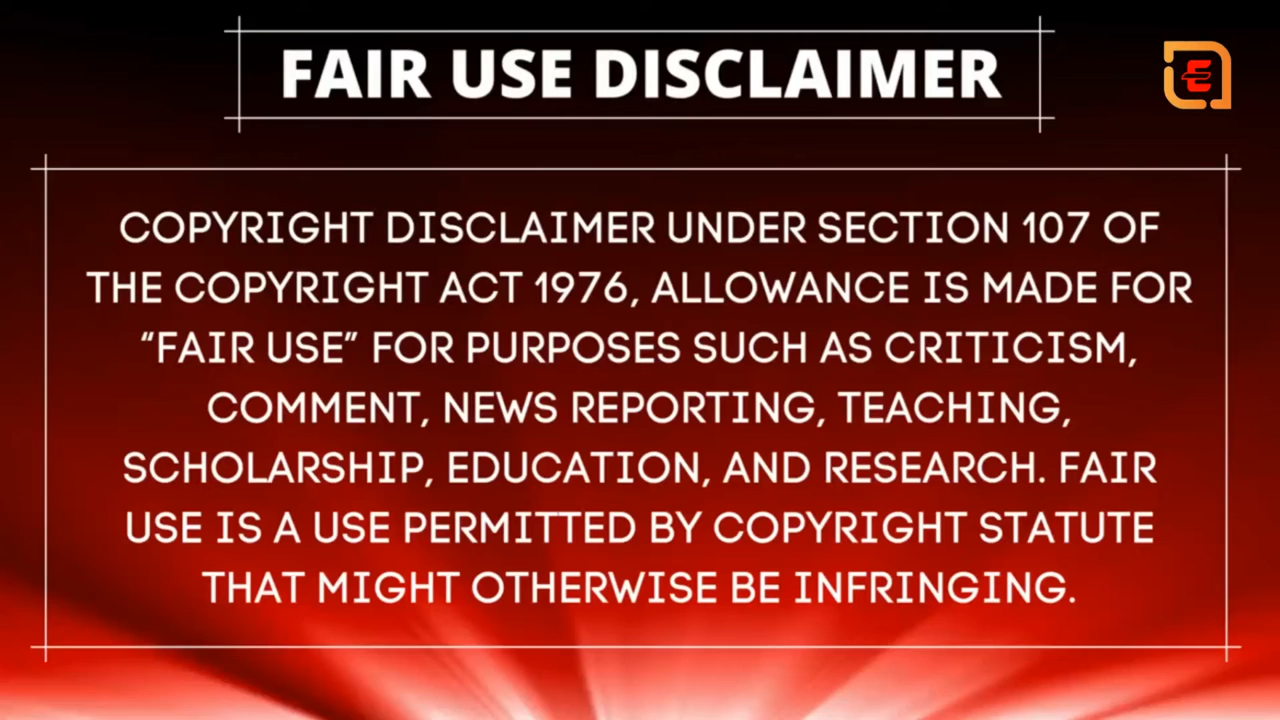 FAIR USE DISCLAIMER
COPYRIGHT DISCLAIMER UNDER SECTION 107 OF
THE COPYRIGHT ACT 1976, ALLOWANCE IS MADE FOR
“FAIR USE” FOR PURPOSES SUCH AS CRITICISM,
COMMENT, NEWS REPORTING, TEACHING,
SCHOLARSHIP, EDUCATION, AND RESEARCH. FAIR
USE IS A USE PERMITTED BY COPYRIGHT STATUTE
THAT MIGHT OTHERWISE BE INFRINGING.